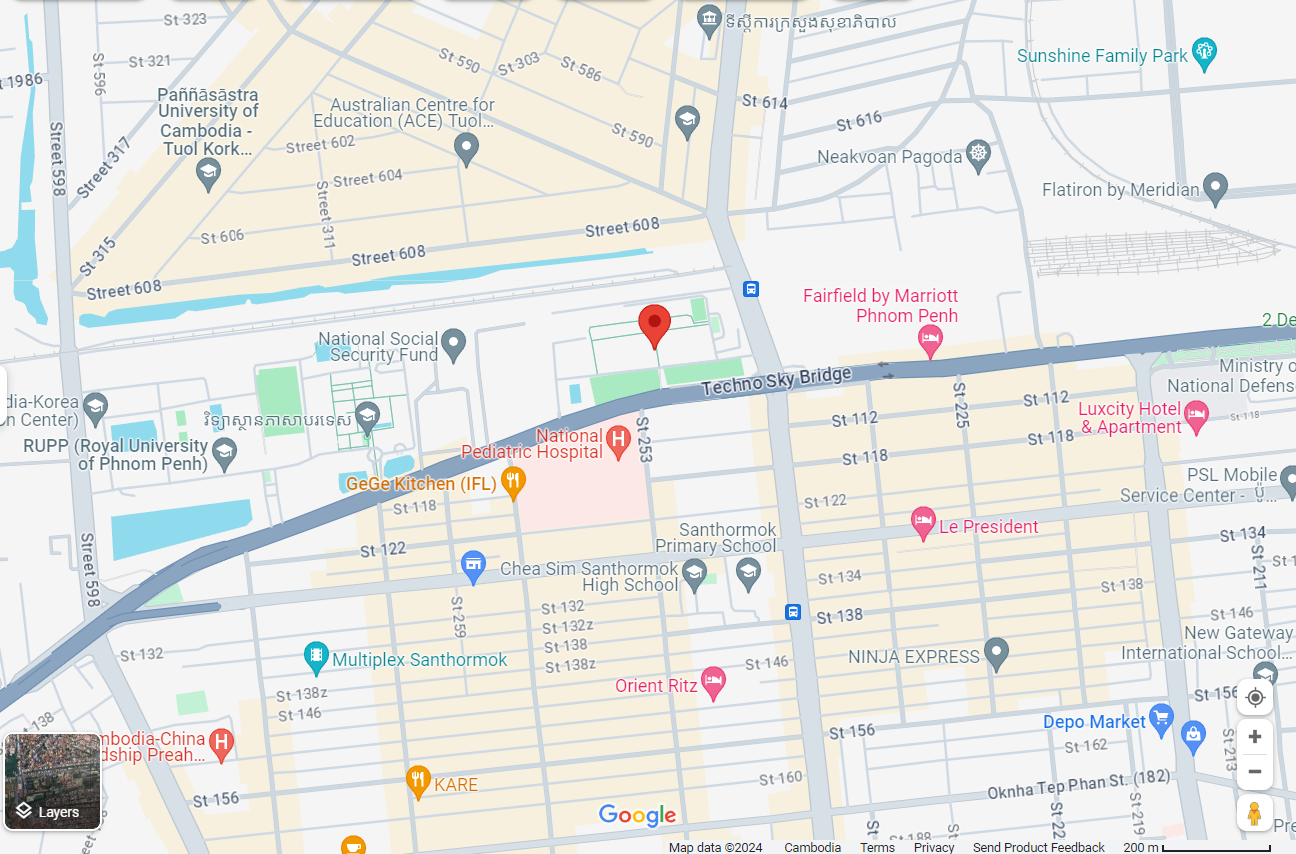 St 323
ទីស្តីការក្រសួងសុខាភិបាល
St 321
St 596
St 590
St 303
St 586
Sunshine Family Park
t 1986
Paññāsāstra
University of
Cambodia -
Tuol Kork...
Australian Centre for
Education (ACE) Tuol...
St 614
St 616
Street 598
Street 317
Street 602
St 590
Neakvoan Pagoda
Street 604
Street 311
Flatiron by Meridian
St 606
Street 608
St 315
Street 608
Street 608
Fairfield by Marriott
Phnom Penh
2 De
National Social
Security Fund
Techno Sky Bridge
Ministry o
National Defens
dia-Korea
n Center)
វិទ្យាស្ថានភាសាបរទេស
St 112
St 225
St 112
Luxcity Hotel
& Apartment
St 118
RUPP (Royal University
of Phnom Penh)
National
Pediatric Hospital
St 253
St 118
St 118
GeGe Kitchen (IFL)
St 118
St 122
PSL Mobile
Service Center -
Le President
Santhormok
Primary School
St 134
St 122
Street 598
Chea Sim Santhormok
High School
St 211
St 1
St 134
St 138
St 259
St 132
St 132z
St 138
St 138z
St 138
St 146
St 132
Multiplex Santhormok
St 146
NINJA EXPRESS
New Gateway
International School...
St 138z
St 146
Orient Ritz
St 156
St 138
Depo Market
St 156
St 162
St 213
mbodia-China
dship Preah...
St 156
KARE
St 160
Oknha Tep Phan St. (182)
Layers
Google
St
St 188
St
St 22
St 219
Pre
Map data ©2024 Cambodia Terms Privacy Send Product Feedback 200 m